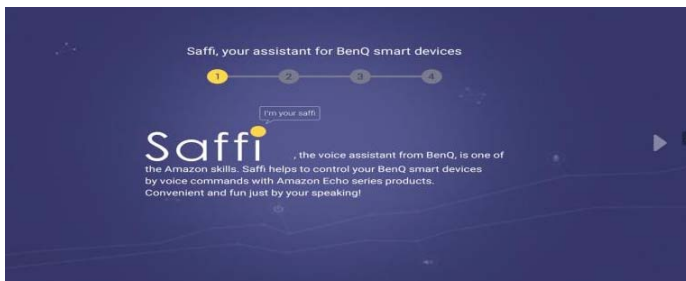 Saffi, your assistant for BenQ smart devices
1 2 3 4
I'm your saffi
Saffi , the voice assistant from BenQ, is one of
the Amazon skills. Saffi helps to control your BenQ smart devices
by voice commands with Amazon Echo series products.
Convenient and fun just by your speaking!